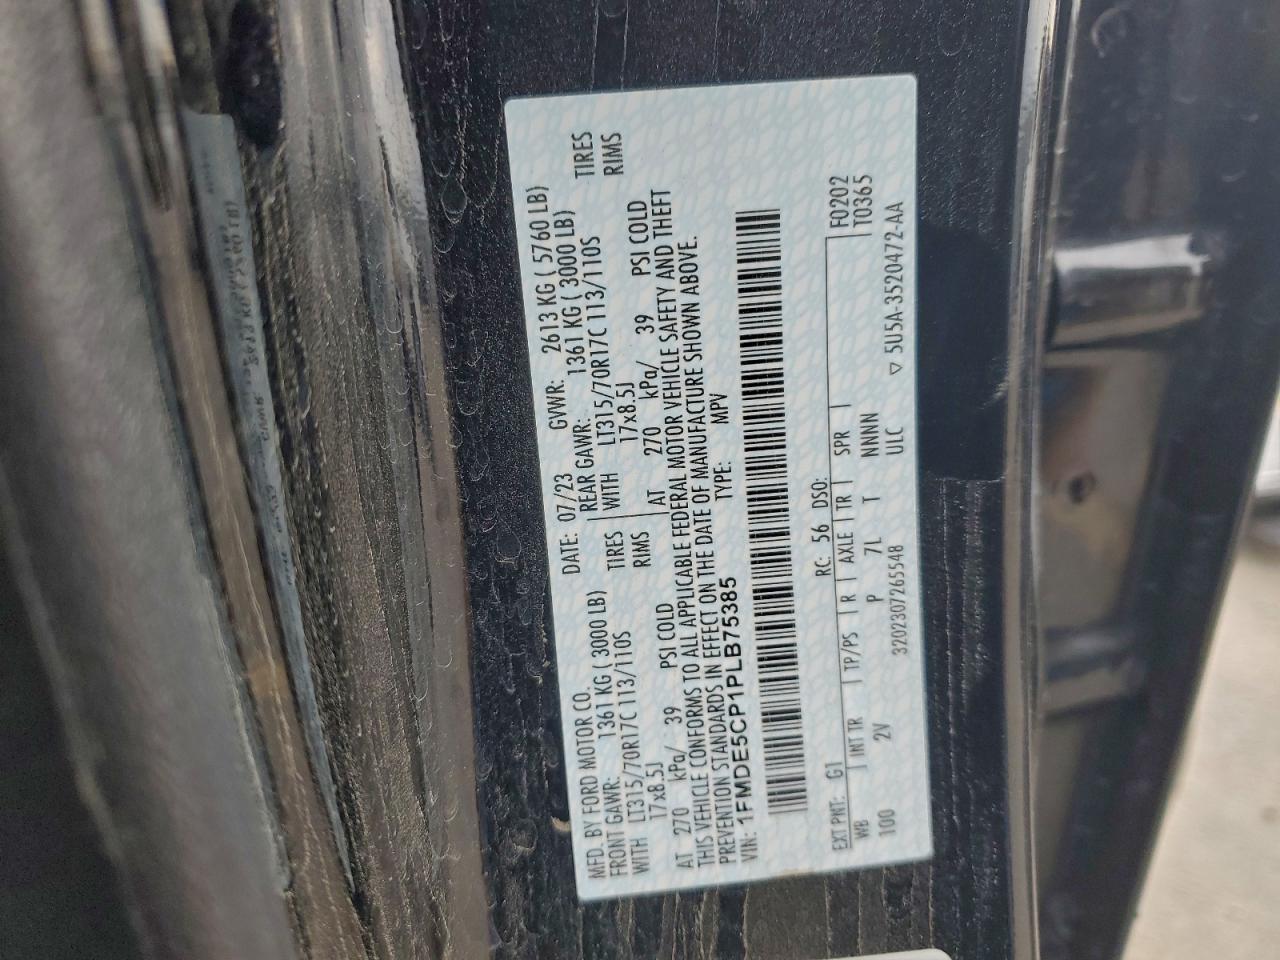 MFD. BY FORD MOTOR CO. DATE: 07/23 GVWR: 2613 KG ( 5760 LB)
FRONT GAWR: 1361 KG ( 3000 LB) REAR GAWR: 1361 KG ( 3000 LB)
WITH LT315/70R17C 113/110S TIRES WITH LT315/70R17C 113/110S TIRES
17x8.5J RIMS 17x8.5J RIMS
AT 270 kPa/ 39 PSI COLD AT 270 kPa/ 39 PSI COLD
THIS VEHICLE CONFORMS TO ALL APPLICABLE FEDERAL MOTOR VEHICLE SAFETY AND THEFT
PREVENTION STANDARDS IN EFFECT ON THE DATE OF MANUFACTURE SHOWN ABOVE.
VIN: 1FMDE5CP1PLB75385 TYPE: MPV
EXT PNT: G1 RC: 56 DSO: F0202
WB INT TR TP/PS R AXLE TR SPR T0365
100 2V P 7L T NNNN
3202307265548 ULC ▽ 5U5A-3520472-AA